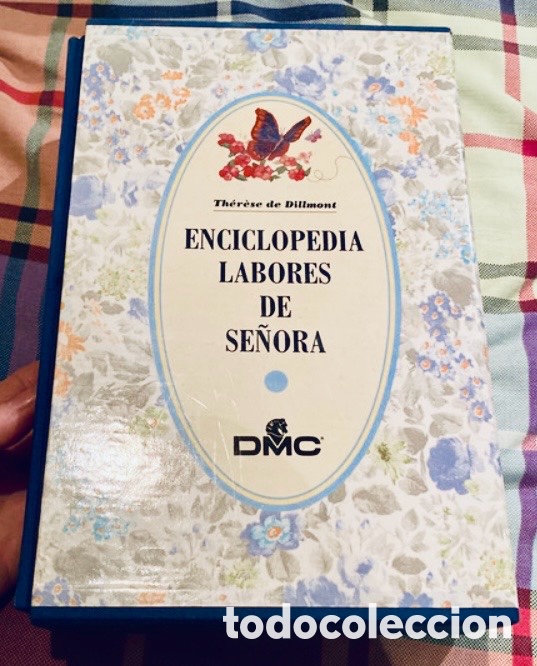 Thérèse de Dillmont
ENCICLOPEDIA
LABORES
DE
SEÑORA
DMC
todocoleccion